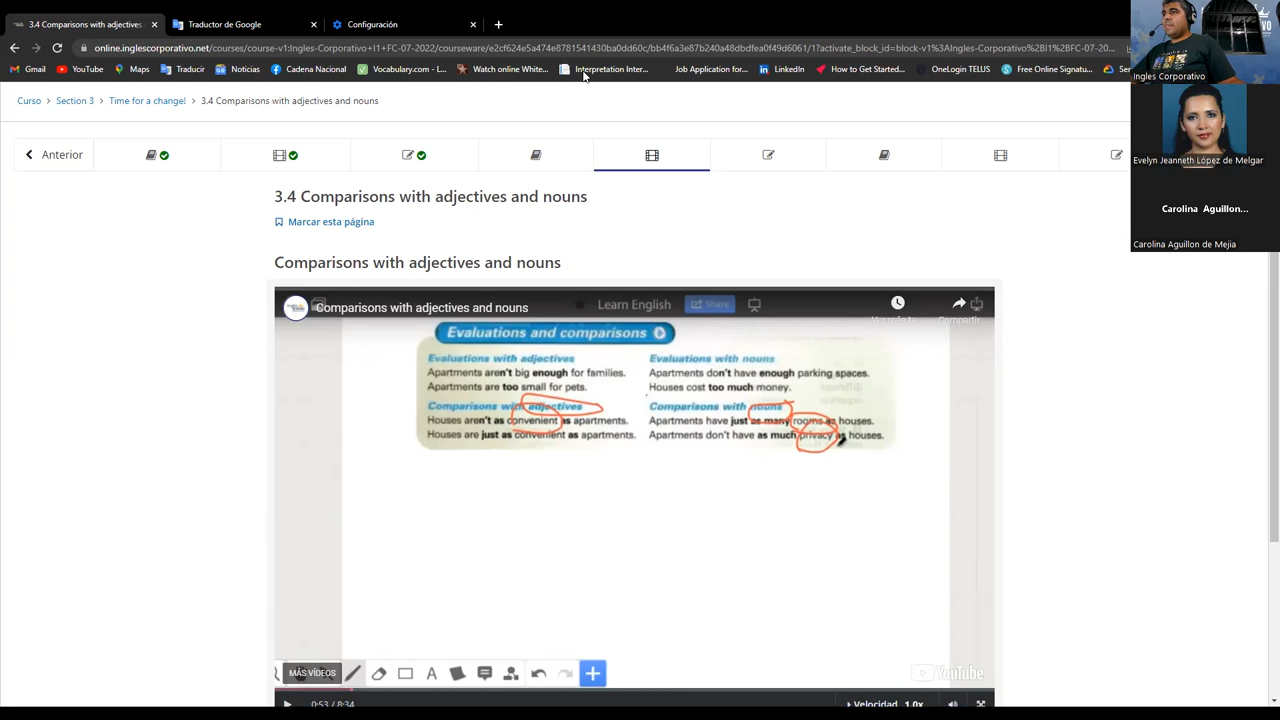 3.4 Comparisons with adjectives
Traductor de Google
Configuración
online.inglescorporativo.net/courses/course-v1:Ingles-Corporativo+I1+FC-07-2022/courseware/e2cf624e5a474e8781541430ba0dd60c/bb4f6a3e87b240a48dbdfea0f49d6061/1?activate_block_id=block-v1%3AIngles-Corporativo%2BI1%2BFC-07-20...
Gmail
YouTube
Maps
Traducir
Noticias
Cadena Nacional
Vocabulary.com - L...
Watch online White...
Interpretation Inter...
Job Application for...
LinkedIn
How to Get Started...
OneLogin TELUS
Free Online Signatu...
Ingles Corporativo
Evelyn Jeanneth López de Melgar
Carolina Aguillon...
Carolina Aguillon de Mejia
Curso > Section 3 > Time for a change! > 3.4 Comparisons with adjectives and nouns
Anterior
3.4 Comparisons with adjectives and nouns
Marcar esta página
Comparisons with adjectives and nouns
Comparisons with adjectives and nouns
Learn English
Share
Compartir
Evaluations and comparisons
Evaluations with adjectives
Apartments aren't big enough for families.
Apartments are too small for pets.
Comparisons with adjectives
Houses aren't as convenient as apartments.
Houses are just as convenient as apartments.
Evaluations with nouns
Apartments don't have enough parking spaces.
Houses cost too much money.
Comparisons with nouns
Apartments have just as many rooms as houses.
Apartments don't have as much privacy as houses.
MÁS VÍDEOS
YouTube
0:53 / 8:34
Velocidad 1.0x